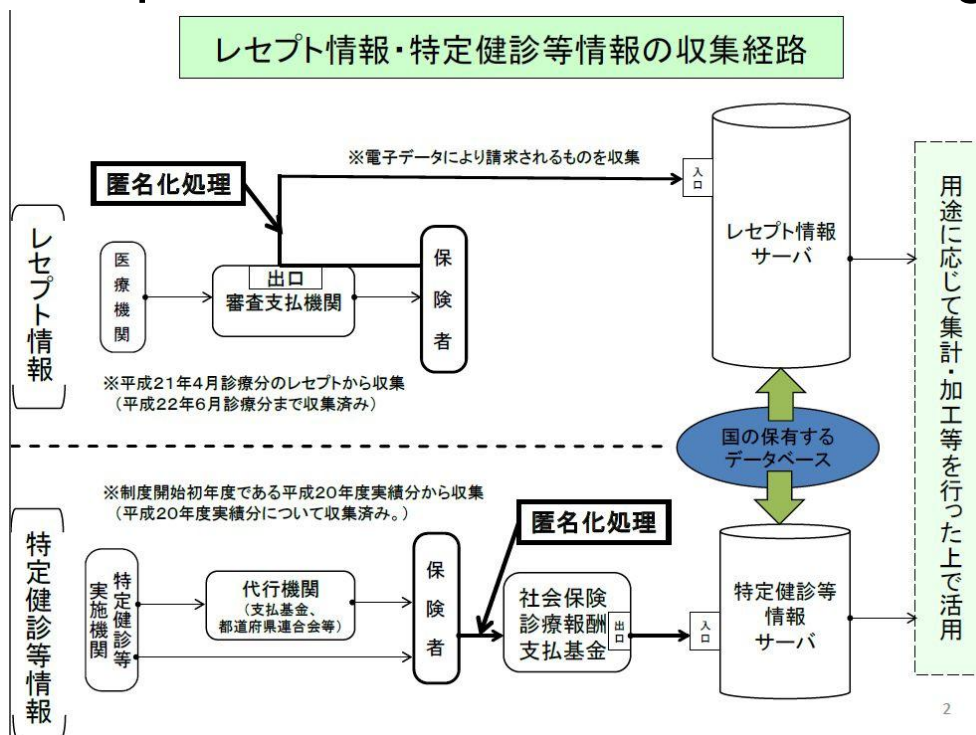 レセプト情報・特定健診等情報の収集経路
※電子データにより請求されるものを収集
匿名化処理
レセプト情報
医療機関
出口
審査支払機関
保険者
入口
レセプト情報
サーバ
※平成21年4月診療分のレセプトから収集
(平成22年6月診療分まで収集済み)
国の保有する
データベース
用途に応じて集計・加工等を行った上で活用
※制度開始初年度である平成20年度実績分から収集
(平成20年度実績分について収集済み。)
匿名化処理
特定健診等情報
特定健診等
実施機関
代行機関
(支払基金、
都道府県連合会等)
保険者
社会保険
診療報酬
支払基金
出口
入口
特定健診等
情報
サーバ
2